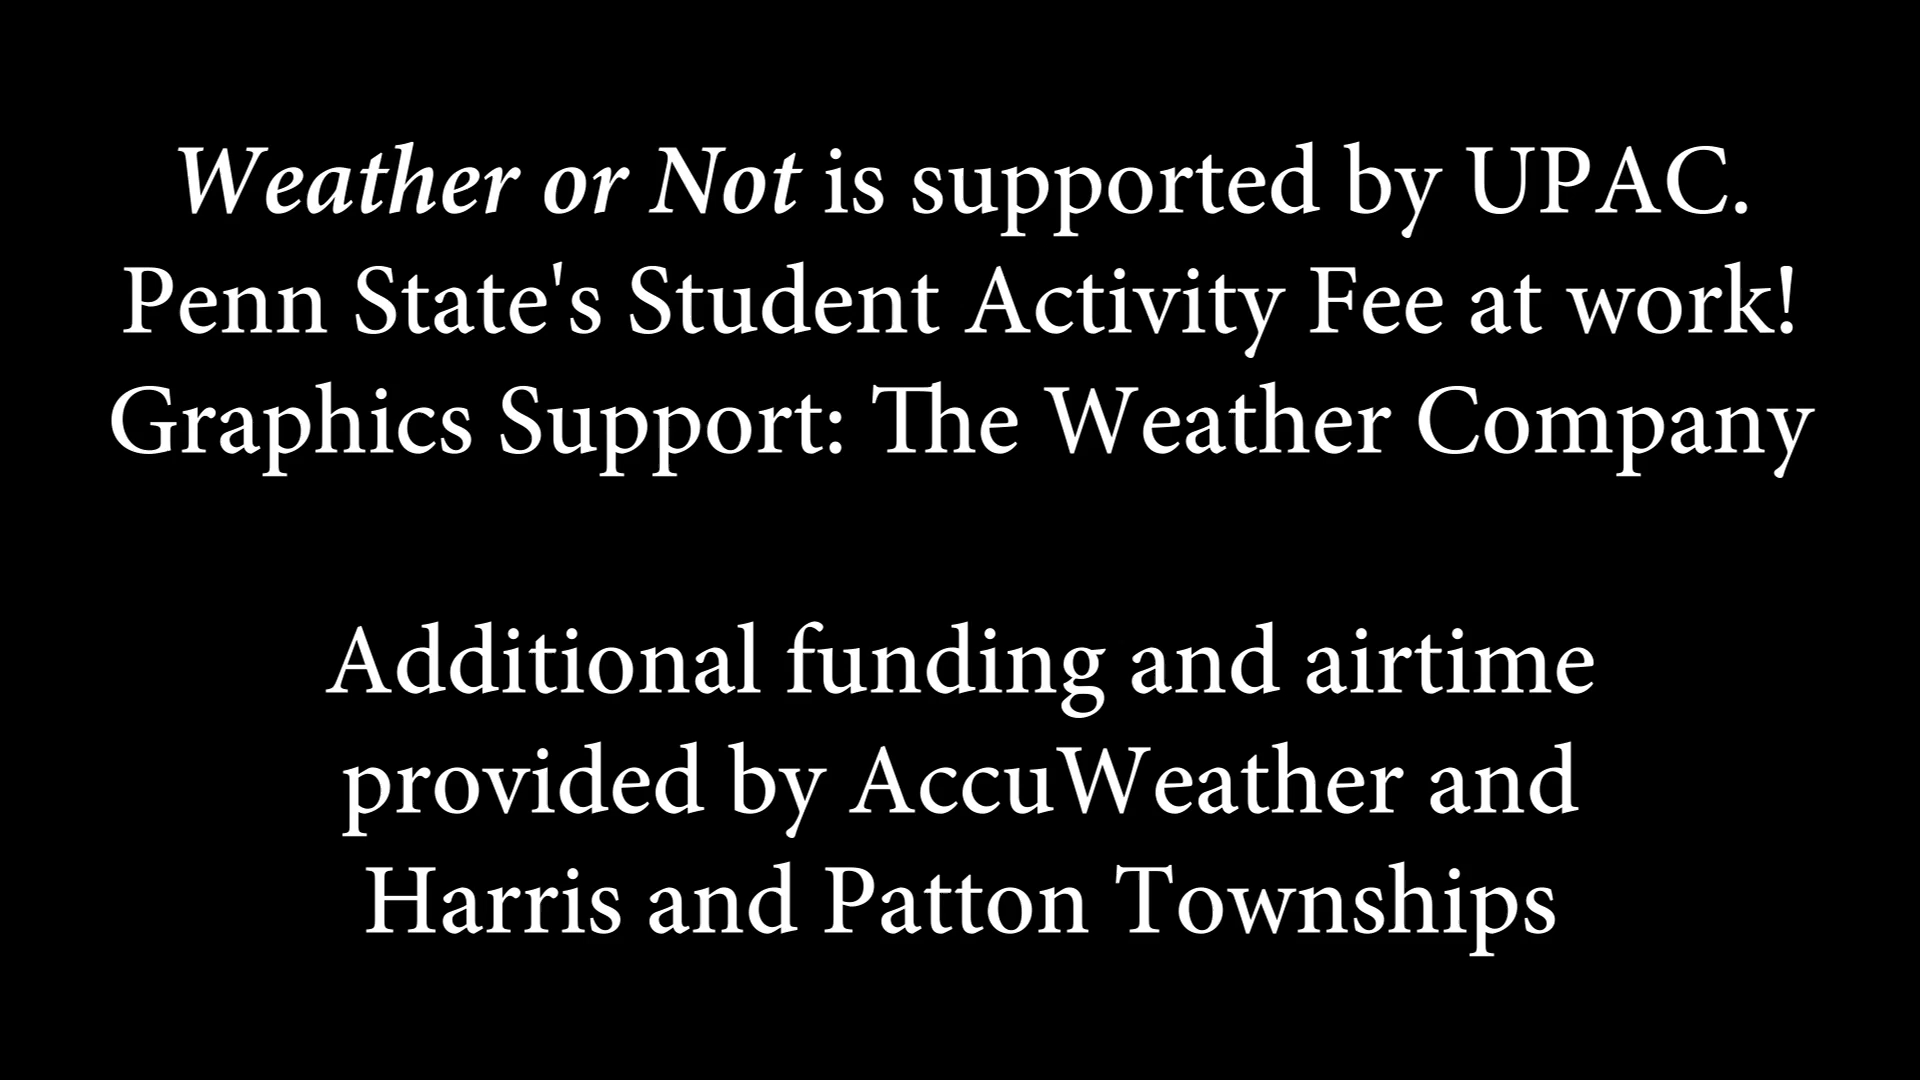 Weather or Not is supported by UPAC.
Penn State's Student Activity Fee at work!
Graphics Support: The Weather Company
Additional funding and airtime
provided by AccuWeather and
Harris and Patton Townships